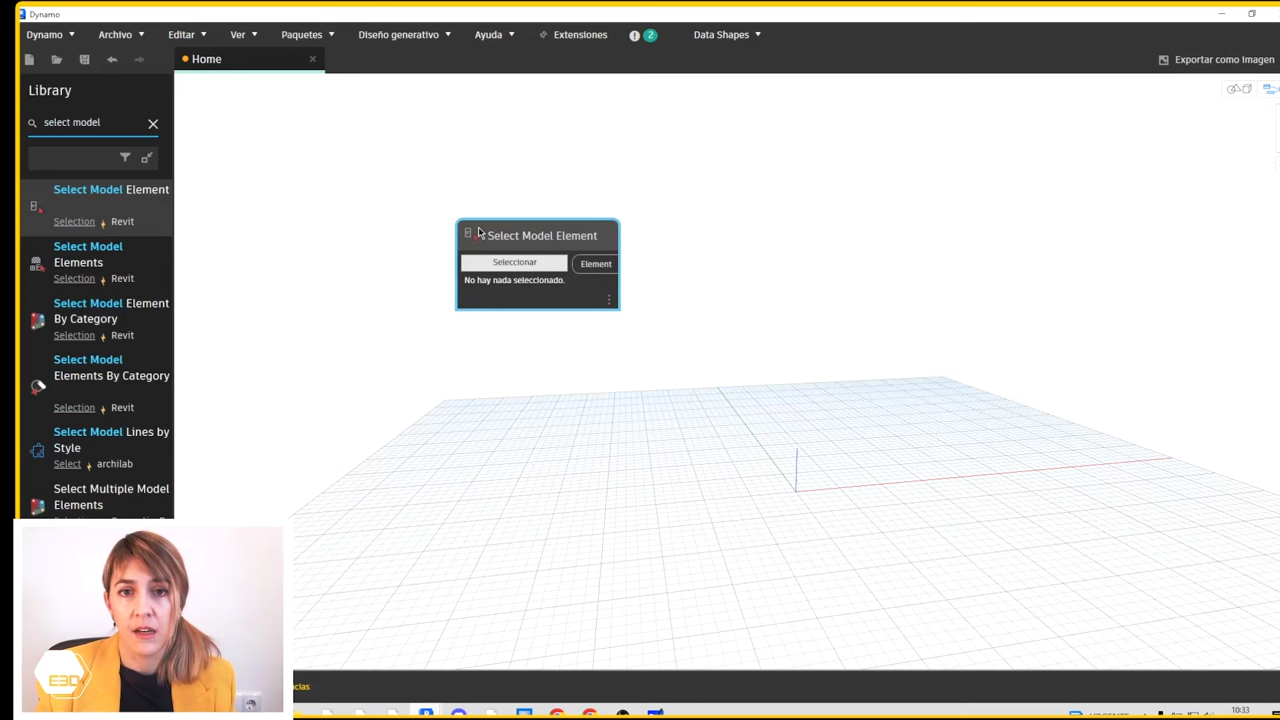 Dynamo
Dynamo Archivo Editar Ver Paquetes Diseño generativo Ayuda Extensiones 2 Data Shapes
Home
Exportar como Imagen
Library
select model
Select Model Element
Selection Revit
Select Model
Elements
Selection Revit
Select Model Element
By Category
Selection Revit
Select Model
Elements By Category
Selection Revit
Select Model Lines by
Style
Select archilab
Select Multiple Model
Elements
Select Model Element
Seleccionar Element
No hay nada seleccionado.
E3D
10:33